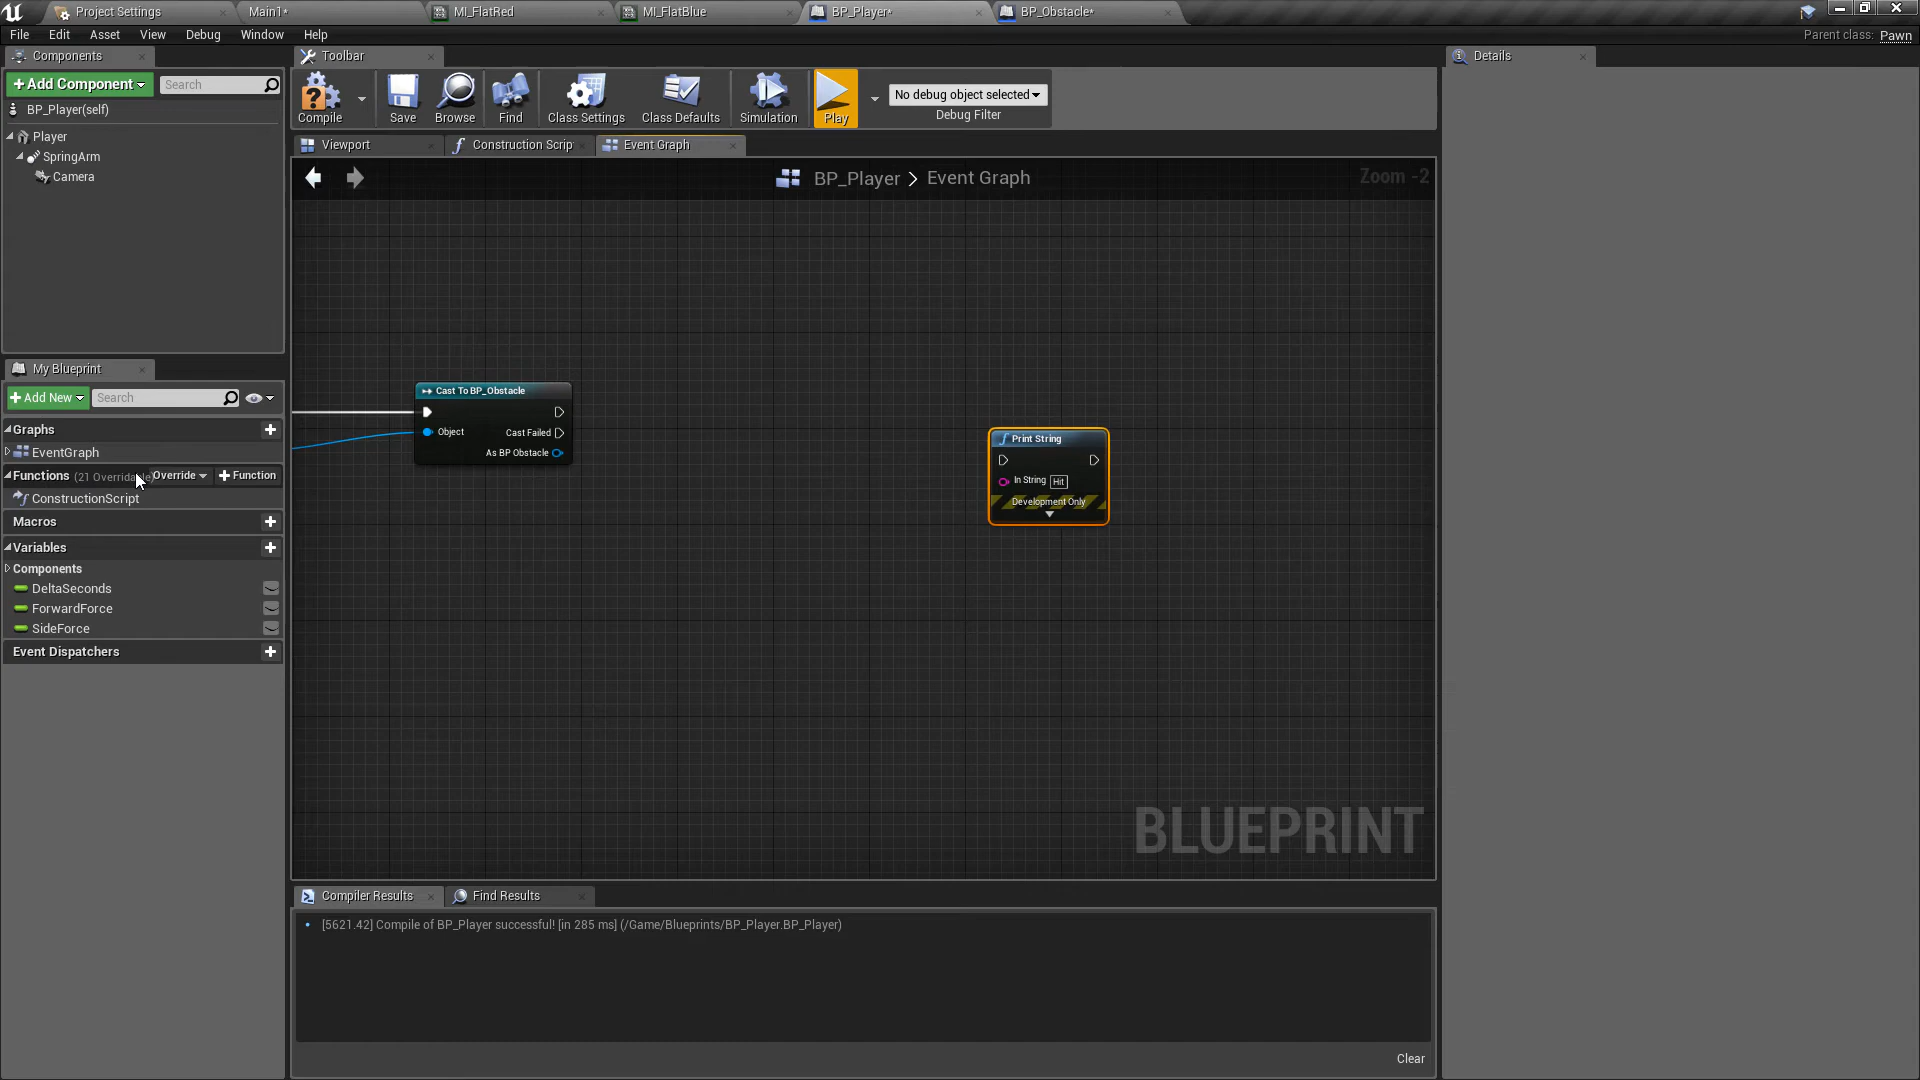 Project Settings
Main1*
MI_FlatRed
MI_FlatBlue
BP_Player*
BP_Obstacle*
File Edit Asset View Debug Window Help
Parent class: Pawn
Components
+Add Component
Search
BP_Player(self)
Player
SpringArm
Camera
Toolbar
Compile
Save
Browse
Find
Class Settings
Class Defaults
Simulation
Play
No debug object selected
Debug Filter
Details
Viewport
Construction Scrip
Event Graph
BP_Player > Event Graph
Zoom -2
Cast To BP_Obstacle
Object
Cast Failed
As BP Obstacle
Print String
In String Hit
Development Only
BLUEPRINT
My Blueprint
+Add New
Search
Graphs
EventGraph
Functions (21 Overridable Override +Function
ConstructionScript
Macros
Variables
Components
DeltaSeconds
ForwardForce
SideForce
Event Dispatchers
Compiler Results
Find Results
[5621.42] Compile of BP_Player successful! [in 285 ms] (/Game/Blueprints/BP_Player.BP_Player)
Clear